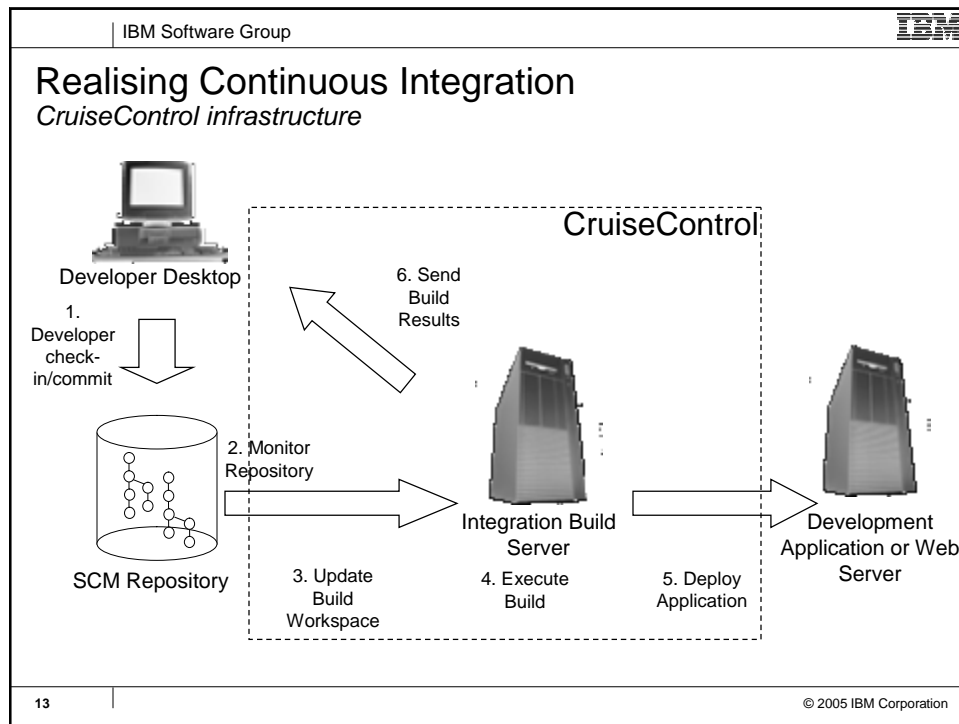 IBM Software Group
IBM
Realising Continuous Integration
CruiseControl infrastructure
CruiseControl
Developer Desktop
1.
Developer
check-
in/commit
6. Send
Build
Results
2. Monitor
Repository
SCM Repository
Integration Build
Server
Development
Application or Web
Server
3. Update
Build
Workspace
4. Execute
Build
5. Deploy
Application
13
© 2005 IBM Corporation